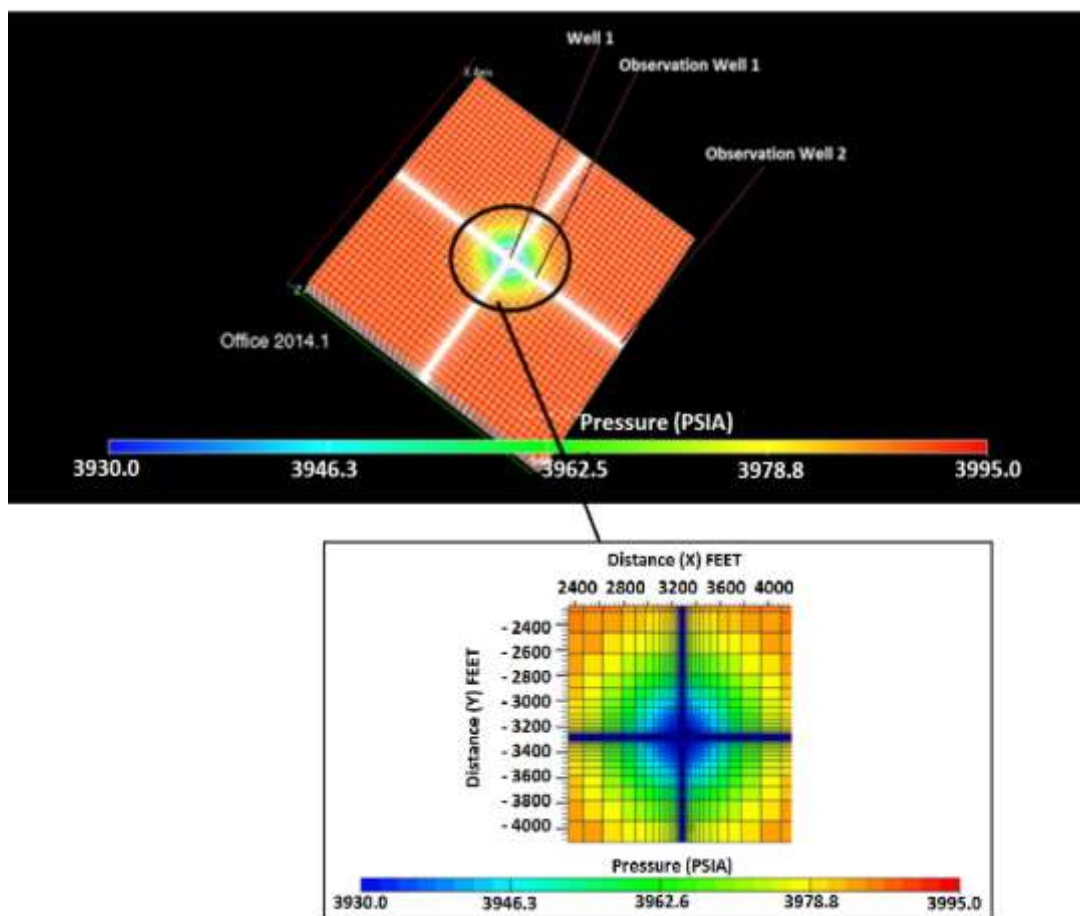 Well 1
Observation Well 1
X Axis
Observation Well 2
Z
Office 2014.1
Pressure (PSIA)
3930.0 3946.3 3962.5 3978.8 3995.0
Distance (X) FEET
2400 2800 3200 3600 4000
Distance (Y) FEET
- 2400
- 2600
- 2800
- 3000
- 3200
- 3400
- 3600
- 3800
- 4000
Pressure (PSIA)
3930.0 3946.3 3962.6 3978.8 3995.0